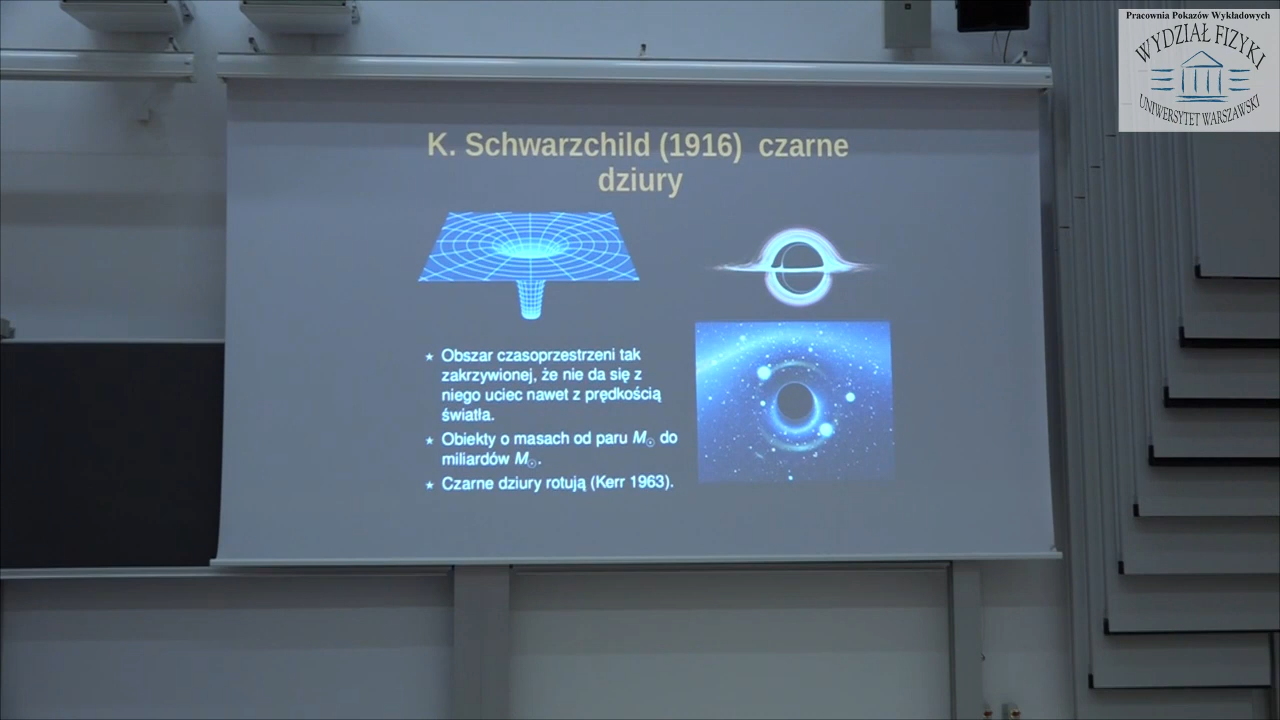 Pracownia Pokazów Wykładowych
WYDZIAŁ FIZYKI
UNIWERSYTET WARSZAWSKI
K. Schwarzchild (1916) czarne
dziury
★ Obszar czasoprzestrzeni tak
zakrzywionej, że nie da się z
niego uciec nawet z prędkością
światła.
★ Obiekty o masach od paru M☉ do
miliardów M☉.
★ Czarne dziury rotują (Kerr 1963).